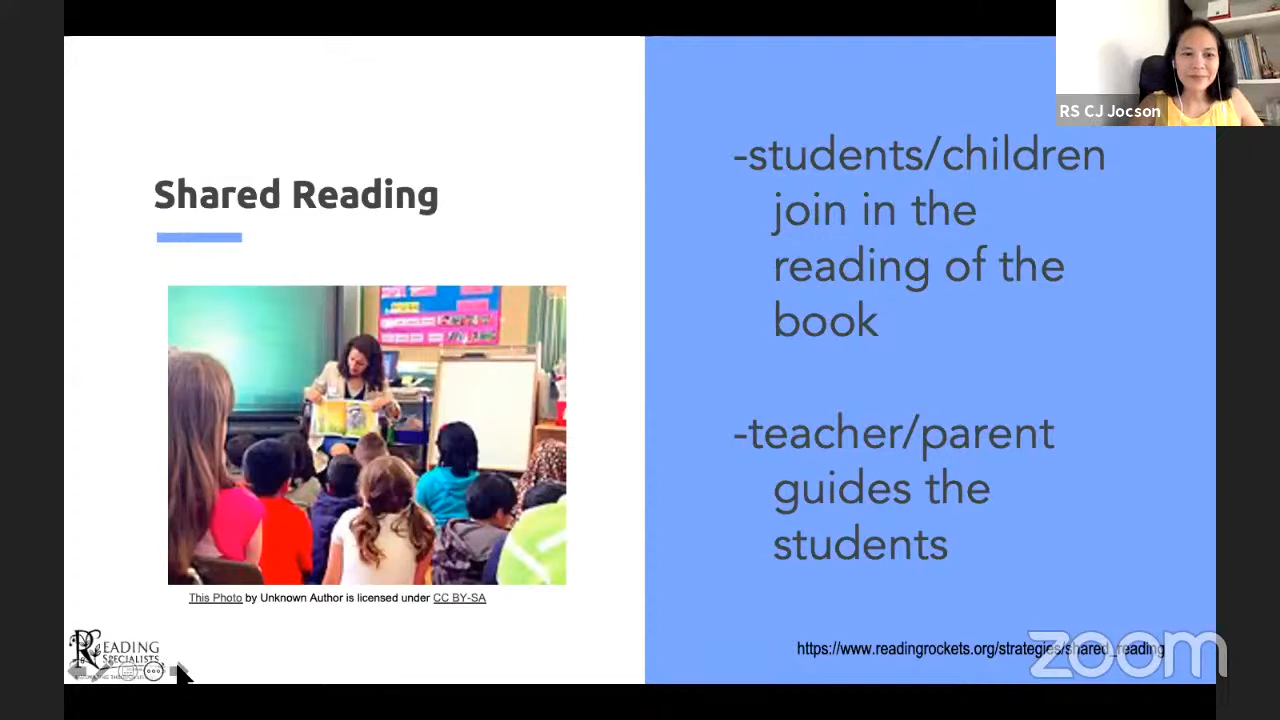 RS CJ Jocson
Shared Reading
-students/children
join in the
reading of the
book
-teacher/parent
guides the
students
This Photo by Unknown Author is licensed under CC BY-SA
READING
SPECIALISTS
https://www.readingrockets.org/strategies/shared_reading
zoom